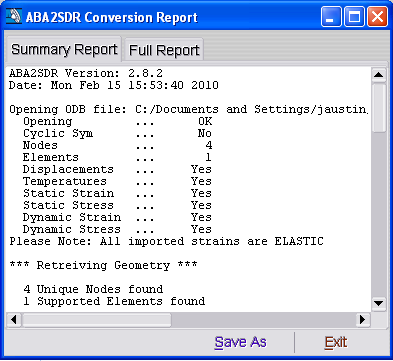 ABA2SDR Conversion Report
Summary Report Full Report
ABA2SDR Version: 2.8.2
Date: Mon Feb 15 15:53:40 2010
Opening ODB file: C:/Documents and Settings/jaustin
Opening ... OK
Cyclic Sym ... No
Nodes ... 4
Elements ... 1
Displacements ... Yes
Temperatures ... Yes
Static Strain ... Yes
Static Stress ... Yes
Dynamic Strain ... Yes
Dynamic Stress ... Yes
Please Note: All imported strains are ELASTIC
*** Retreiving Geometry ***
4 Unique Nodes found
1 Supported Elements found
Save As Exit